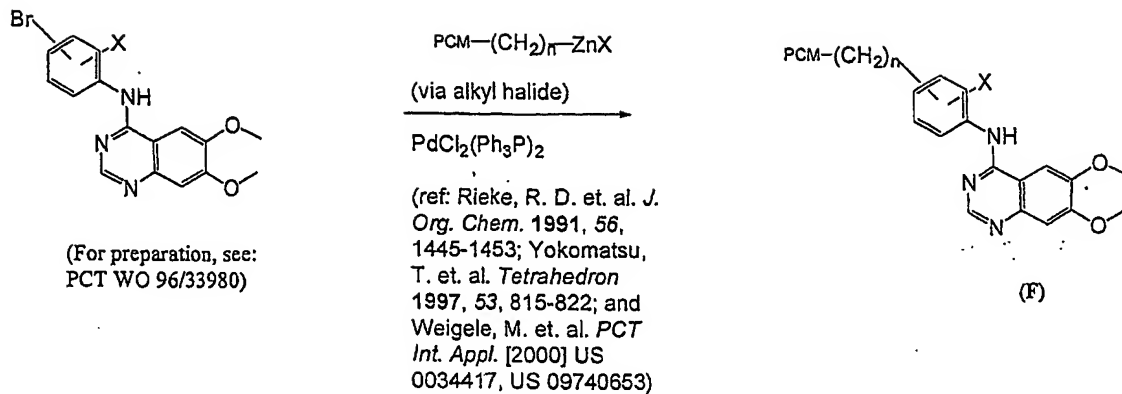 Br
X
NH
N
N
O
O
(For preparation, see:
PCT WO 96/33980)
PCM—(CH2)n—ZnX
(via alkyl halide)
PdCl2(Ph3P)2
(ref: Rieke, R. D. et. al. J.
Org. Chem. 1991, 56,
1445-1453; Yokomatsu,
T. et. al. Tetrahedron
1997, 53, 815-822; and
Weigele, M. et. al. PCT
Int. Appl. [2000] US
0034417, US 09740653)
PCM-(CH2)n
X
NH
N
N
O
O
(F)